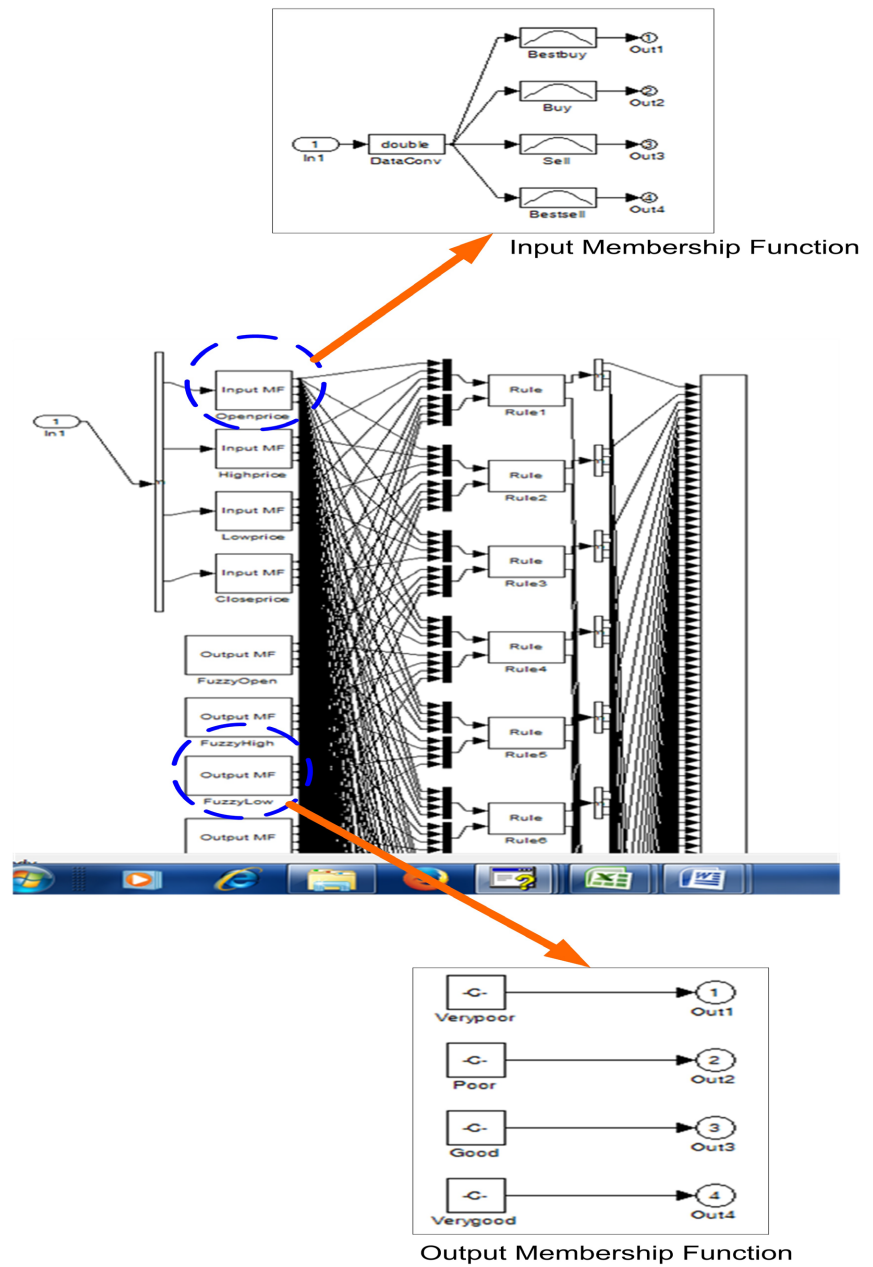 Bestbuy
1
Out1
Buy
2
Out2
1
In1
double
DataConv
Sell
3
Out3
Bestsell
4
Out4
Input Membership Function
1
In1
Input MF
Openprice
Input MF
Highprice
Input MF
Lowprice
Input MF
Closeprice
Output MF
FuzzyOpen
Output MF
FuzzyHigh
Output MF
FuzzyLow
Output MF
Rule
Rule1
Rule
Rule2
Rule
Rule3
Rule
Rule4
Rule
Rule5
Rule
Rule6
-C-
Verypoor
1
Out1
-C-
Poor
2
Out2
-C-
Good
3
Out3
-C-
Verygood
4
Out4
Output Membership Function